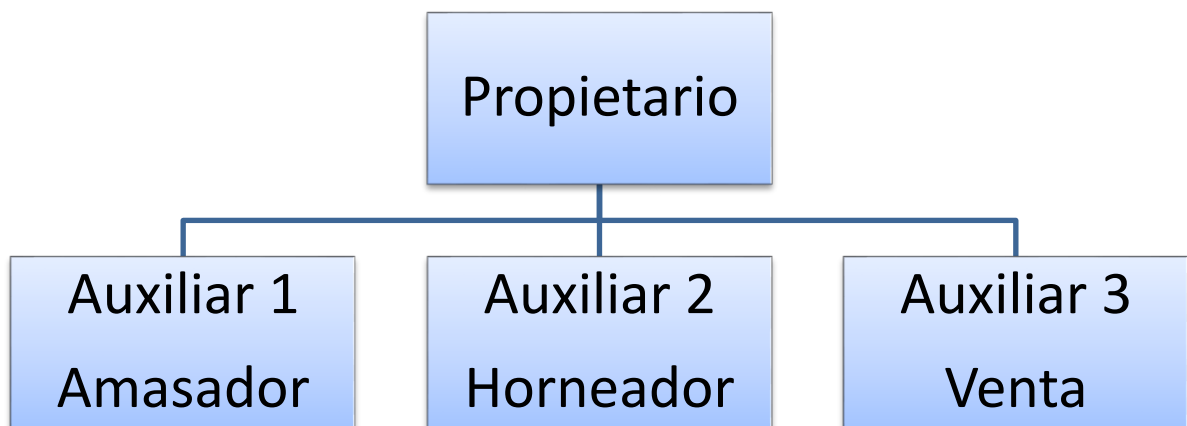 Propietario
Auxiliar 1
Amasador
Auxiliar 2
Horneador
Auxiliar 3
Venta